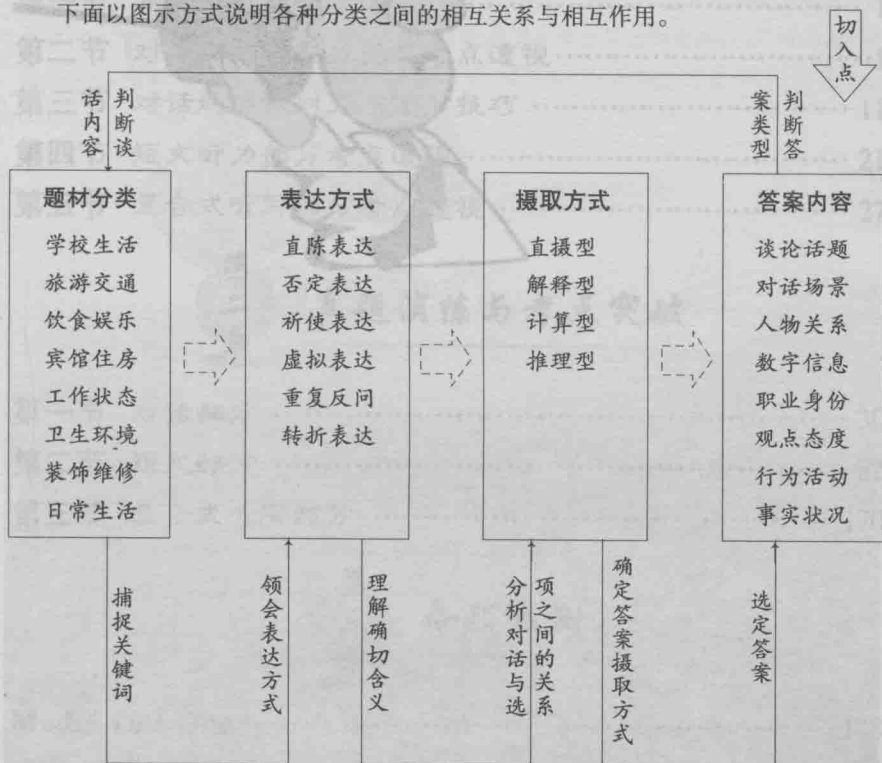 下面以图示方式说明各种分类之间的相互关系与相互作用。
切入点
判断谈话内容
判断答案类型
题材分类
学校生活
旅游交通
饮食娱乐
宾馆住房
工作状态
卫生环境
装饰维修
日常生活
表达方式
直陈表达
否定表达
祈使表达
虚拟表达
重复反问
转折表达
摄取方式
直摄型
解释型
计算型
推理型
答案内容
谈论话题
对话场景
人物关系
数字信息
职业身份
观点态度
行为活动
事实状况
捕捉关键词
领会表达方式
理解确切含义
分析对话与选
项之间的关系
确定答案摄取方式
选定答案